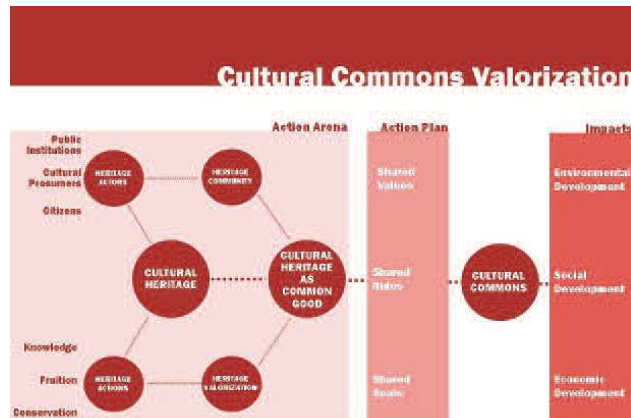 Cultural Commons Valorization
Action Arena
Action Plan
Impacts
Public
Institutions
Cultural
Prosumers
Citizens
HERITAGE
ACTORS
HERITAGE
COMMUNITY
Shared
Values
Environmental
Development
CULTURAL
HERITAGE
CULTURAL
HERITAGE
AS
COMMON
GOOD
Shared
Rules
CULTURAL
COMMONS
Social
Development
Knowledge
Fruition
Conservation
HERITAGE
ACTIONS
HERITAGE
VALORIZATION
Shared
Goals
Economic
Development